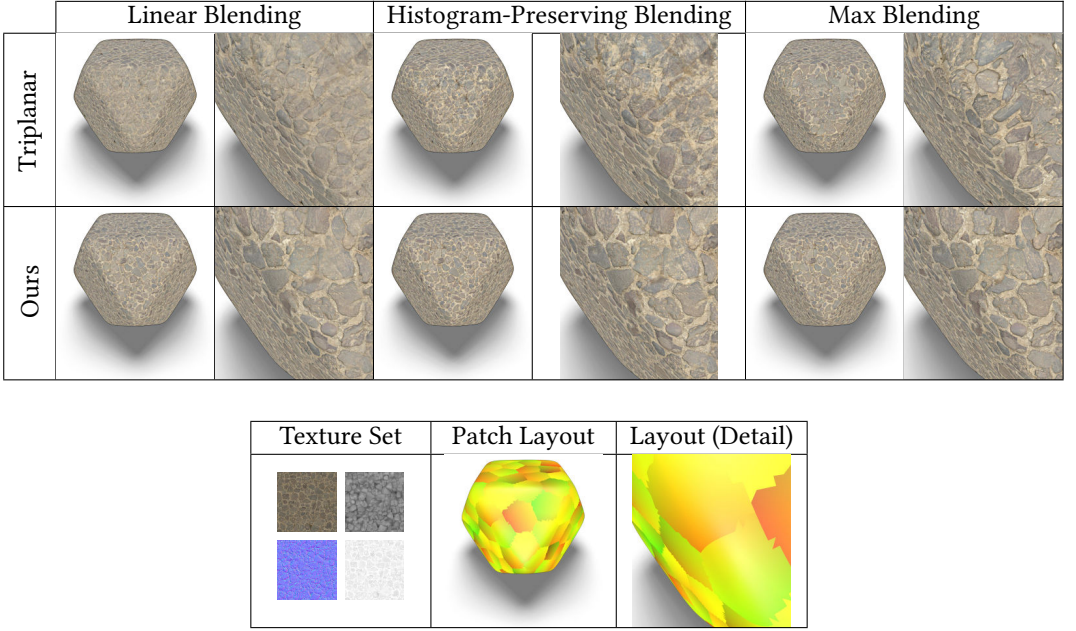 Linear Blending
Histogram-Preserving Blending
Max Blending
Triplanar
Ours
Texture Set
Patch Layout
Layout (Detail)